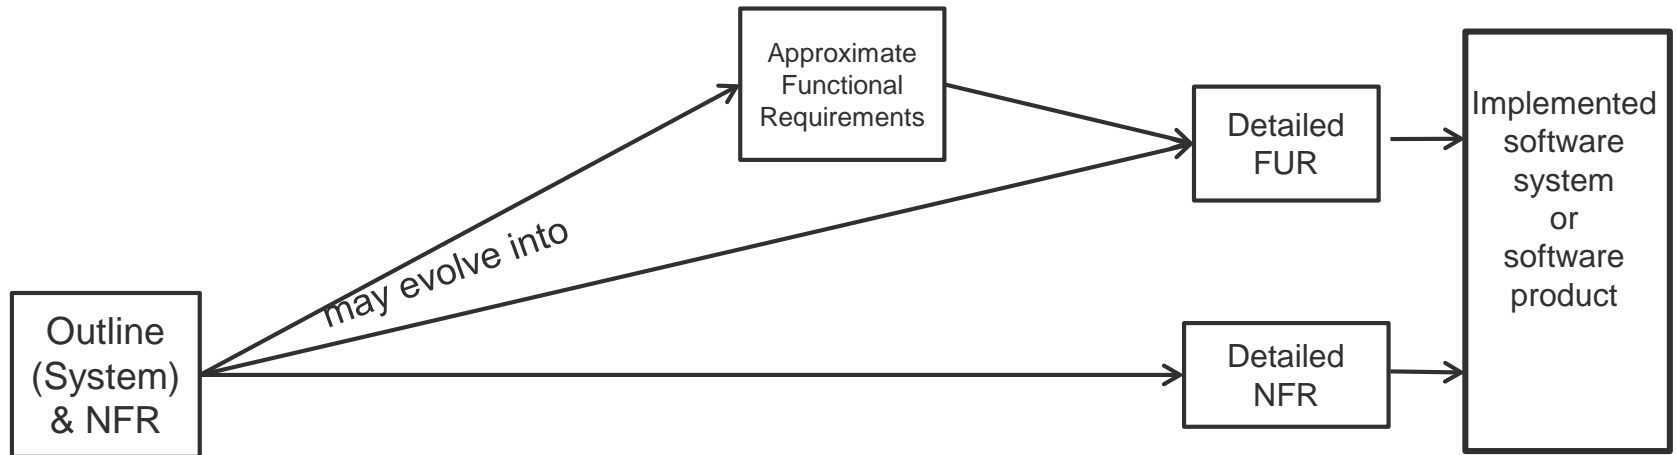 Approximate
Functional
Requirements
Detailed
FUR
Implemented
software
system
or
software
product
may evolve into
Outline
(System)
& NFR
Detailed
NFR